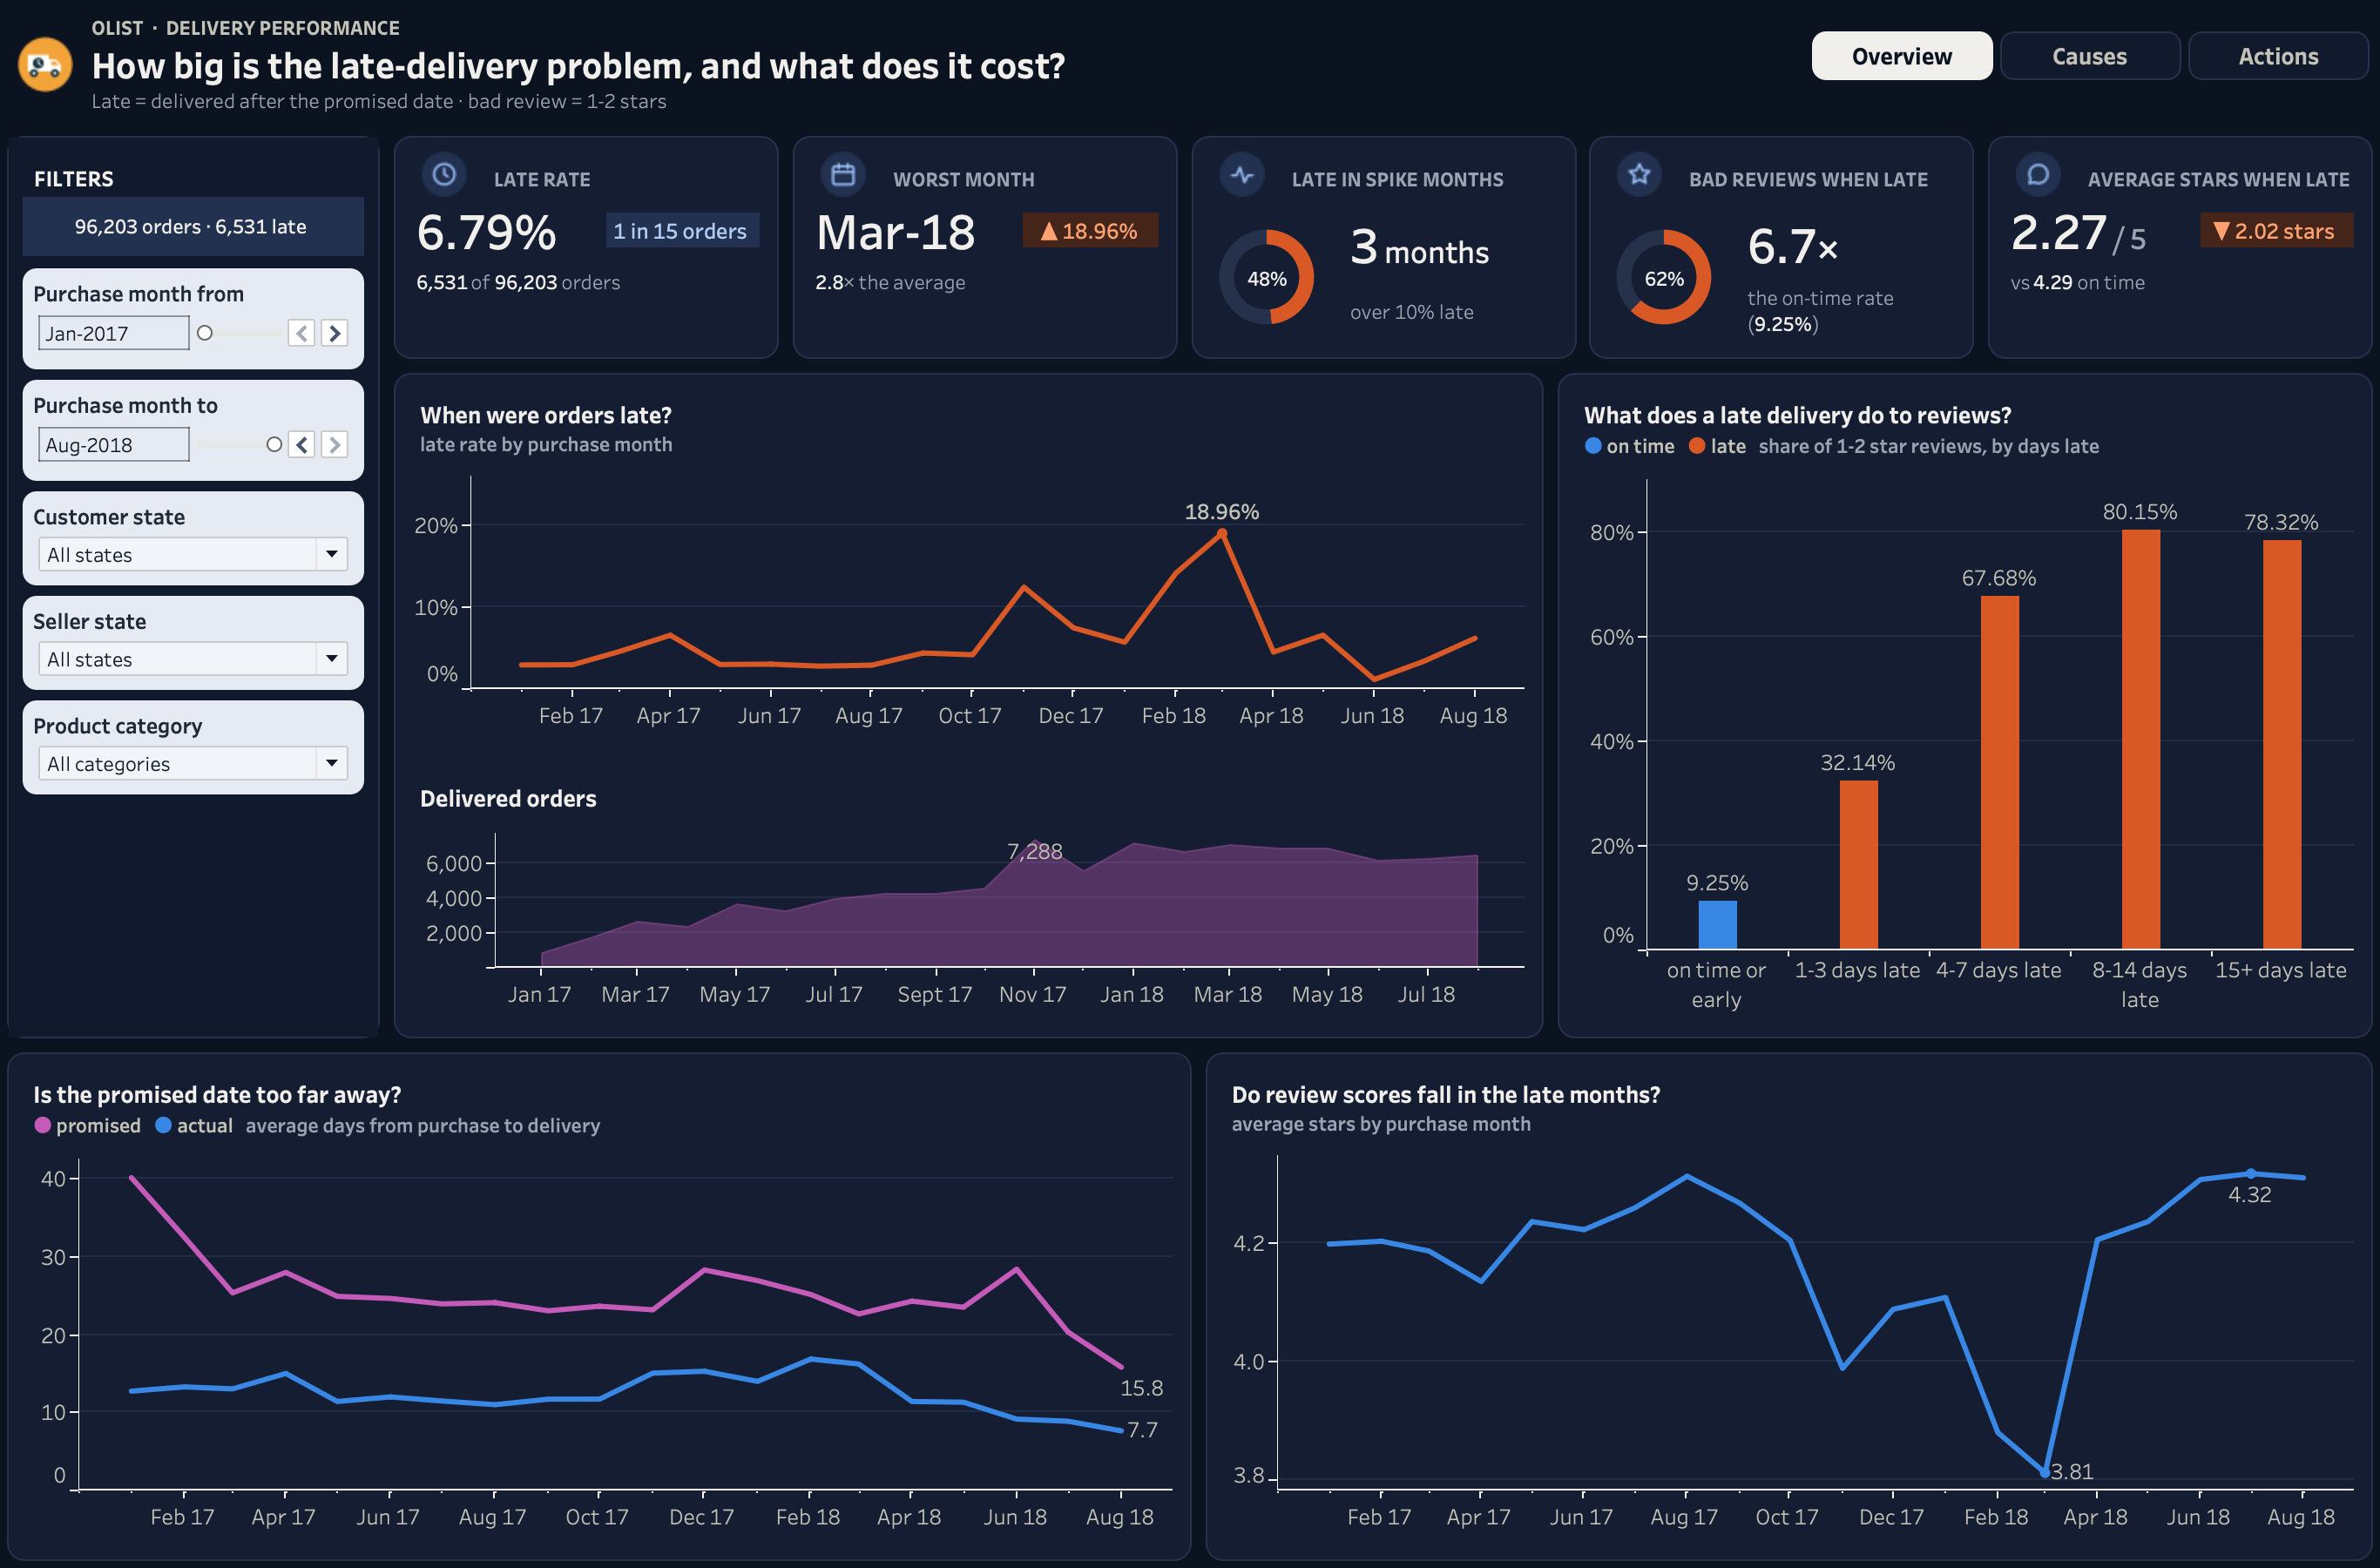 OLIST · DELIVERY PERFORMANCE
How big is the late-delivery problem, and what does it cost?
Late = delivered after the promised date · bad review = 1-2 stars
Overview
Causes
Actions
FILTERS
96,203 orders · 6,531 late
Purchase month from
Jan-2017
Purchase month to
Aug-2018
Customer state
All states
Seller state
All states
Product category
All categories
LATE RATE
6.79%
1 in 15 orders
6,531 of 96,203 orders
WORST MONTH
Mar-18
▲ 18.96%
2.8× the average
LATE IN SPIKE MONTHS
48%
3 months
over 10% late
BAD REVIEWS WHEN LATE
62%
6.7×
the on-time rate
(9.25%)
AVERAGE STARS WHEN LATE
2.27 / 5
▼ 2.02 stars
vs 4.29 on time
When were orders late?
late rate by purchase month
20%
10%
0%
18.96%
Feb 17 Apr 17 Jun 17 Aug 17 Oct 17 Dec 17 Feb 18 Apr 18 Jun 18 Aug 18
Delivered orders
6,000
4,000
2,000
7,288
Jan 17 Mar 17 May 17 Jul 17 Sept 17 Nov 17 Jan 18 Mar 18 May 18 Jul 18
What does a late delivery do to reviews?
on time late share of 1-2 star reviews, by days late
80%
60%
40%
20%
0%
9.25%
32.14%
67.68%
80.15%
78.32%
on time or early
1-3 days late
4-7 days late
8-14 days late
15+ days late
Is the promised date too far away?
promised actual average days from purchase to delivery
40
30
20
10
0
15.8
7.7
Feb 17 Apr 17 Jun 17 Aug 17 Oct 17 Dec 17 Feb 18 Apr 18 Jun 18 Aug 18
Do review scores fall in the late months?
average stars by purchase month
4.2
4.0
3.8
4.32
3.81
Feb 17 Apr 17 Jun 17 Aug 17 Oct 17 Dec 17 Feb 18 Apr 18 Jun 18 Aug 18